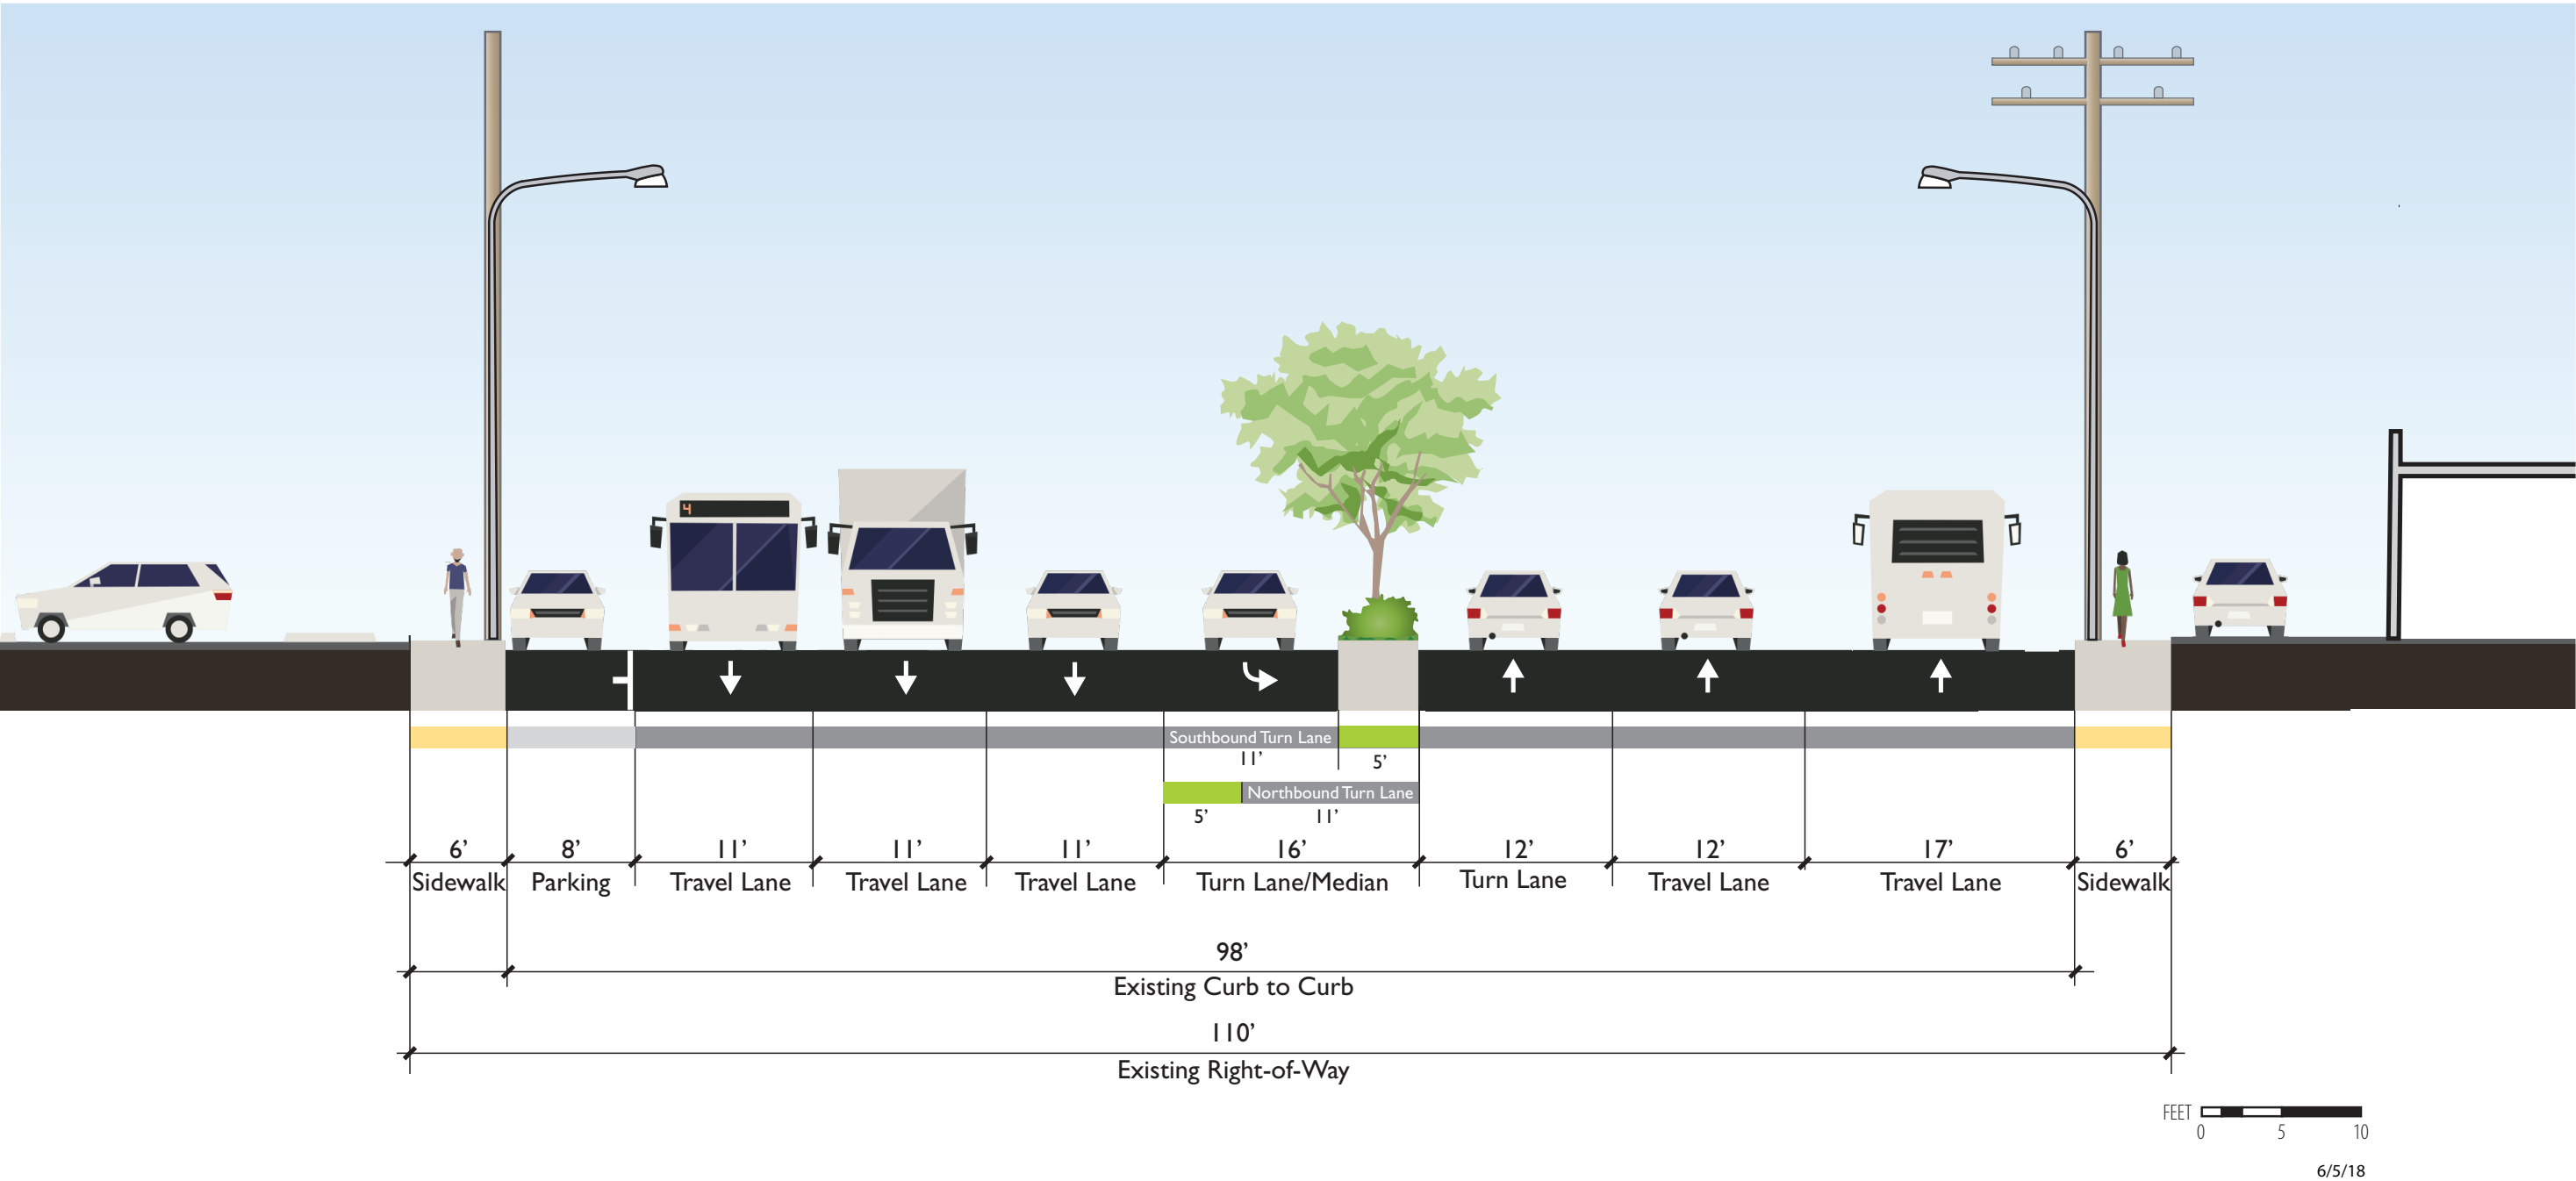 4
Southbound Turn Lane
11' 5'
Northbound Turn Lane
5' 11'
6' 8' 11' 11' 11' 16' 12' 12' 17' 6'
Sidewalk Parking Travel Lane Travel Lane Travel Lane Turn Lane/Median Turn Lane Travel Lane Travel Lane Sidewalk
98'
Existing Curb to Curb
110'
Existing Right-of-Way
FEET
0 5 10
6/5/18